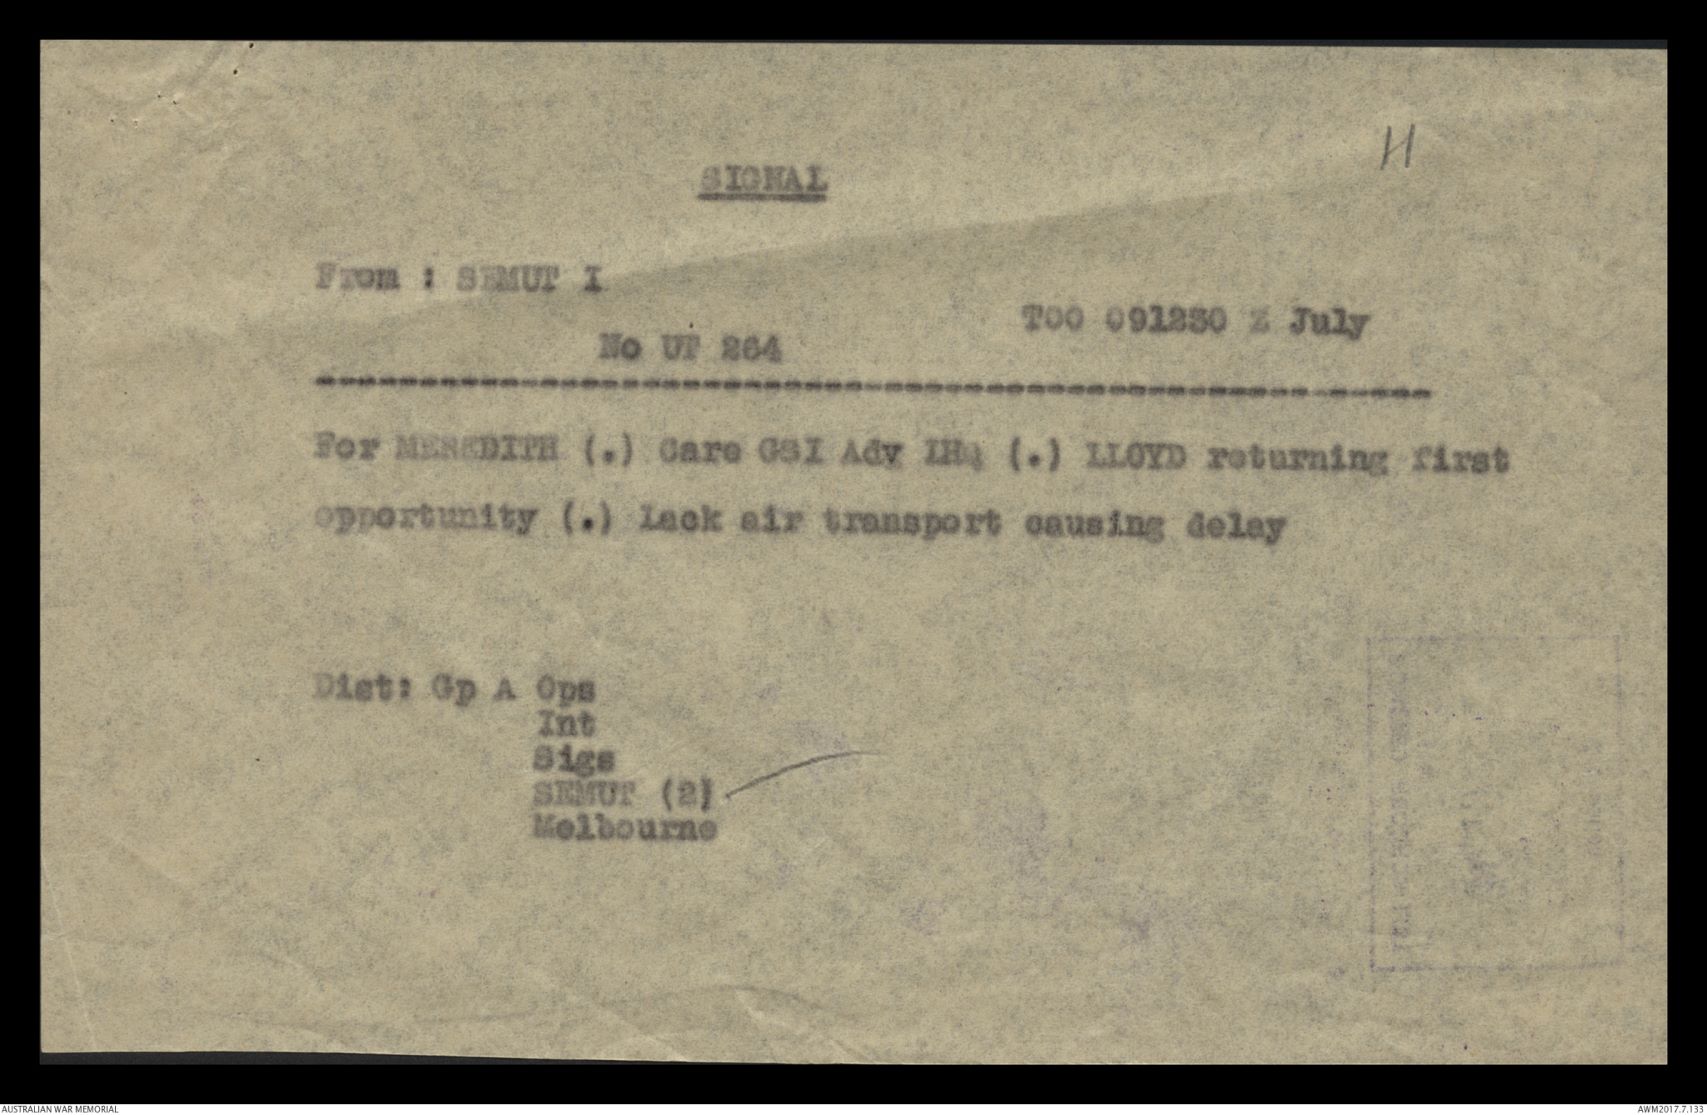 H
SIGNAL
From : SEMUT I
TOO 091230 Z July
No UF 264
For MEREDITH (.) Care GSI Adv LHQ (.) LLOYD returning first
opportunity (.) Lack air transport causing delay
Dist: Gp A Ops
Int
Sigs
SEMUT (2)
Melbourne
AUSTRALIAN WAR MEMORIAL
AWM2017.7.133